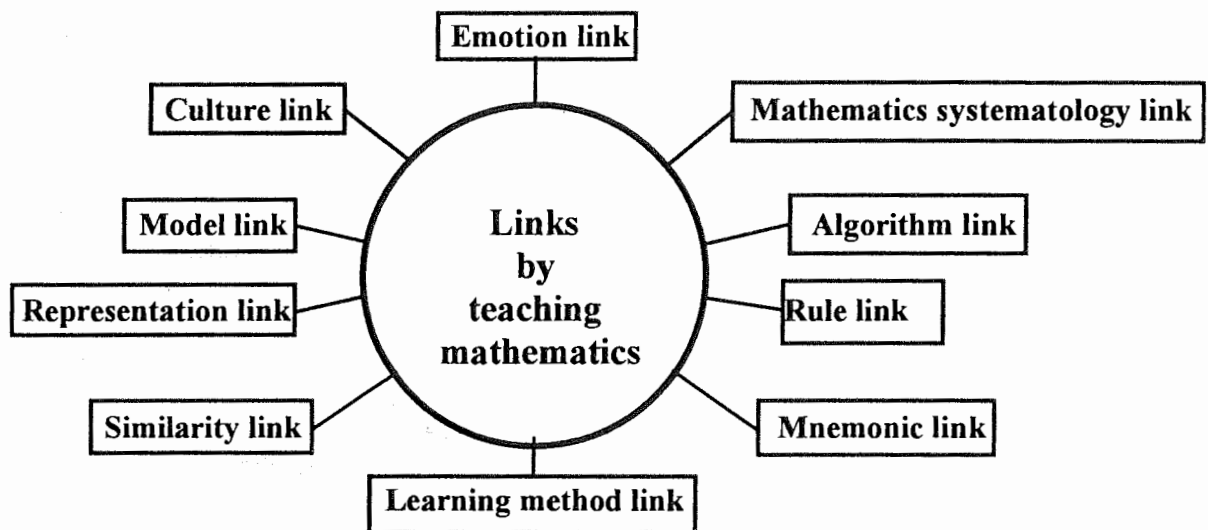 Emotion link
Culture link
Mathematics systematology link
Model link
Algorithm link
Links
by
teaching
mathematics
Representation link
Rule link
Similarity link
Mnemonic link
Learning method link